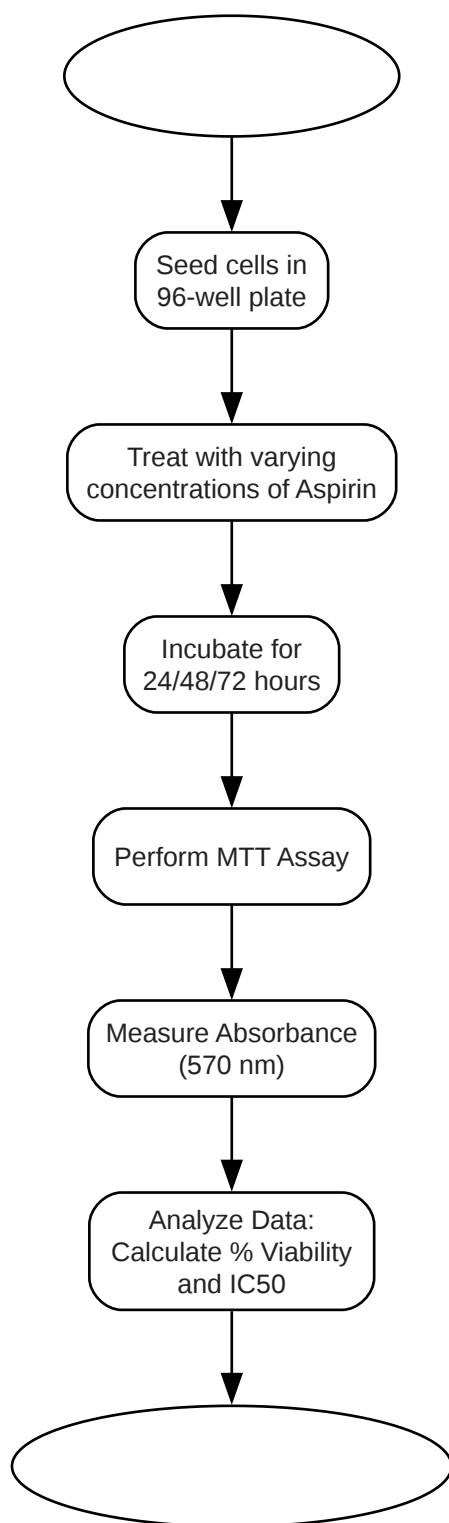 Seed cells in
96-well plate
Treat with varying
concentrations of Aspirin
Incubate for
24/48/72 hours
Perform MTT Assay
Measure Absorbance
(570 nm)
Analyze Data:
Calculate % Viability
and IC50